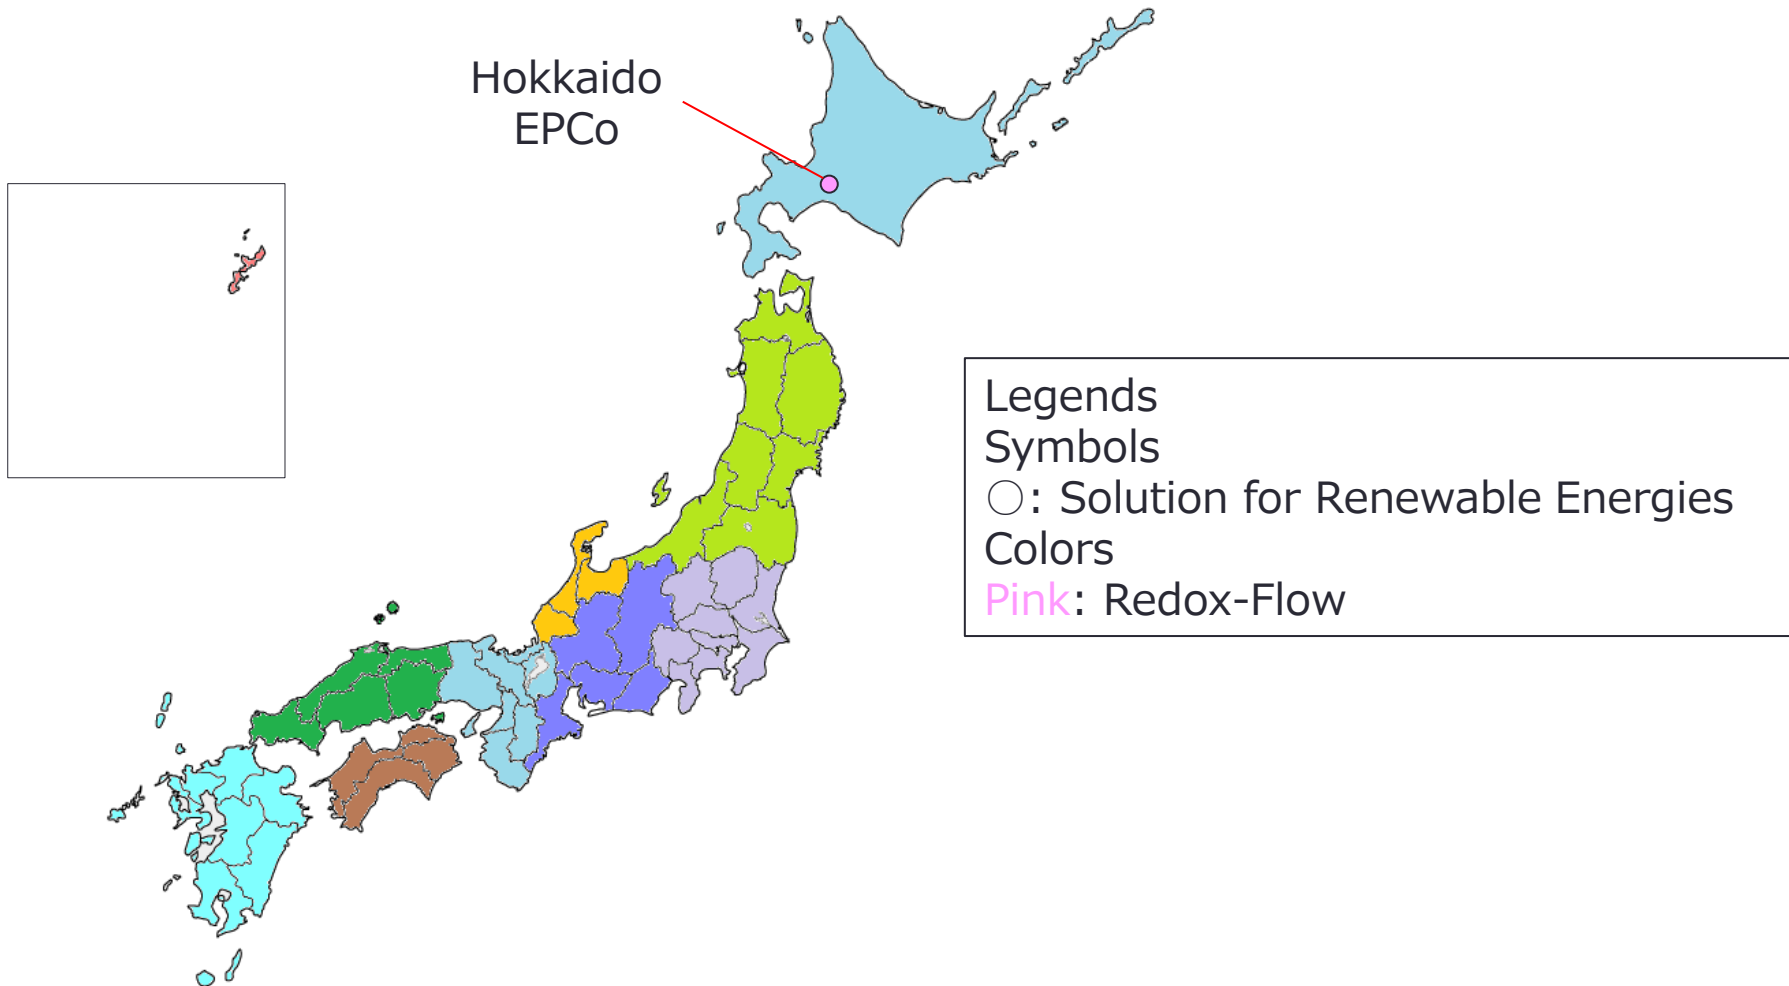 Hokkaido
EPCo
Legends
Symbols
○: Solution for Renewable Energies
Colors
Pink: Redox-Flow